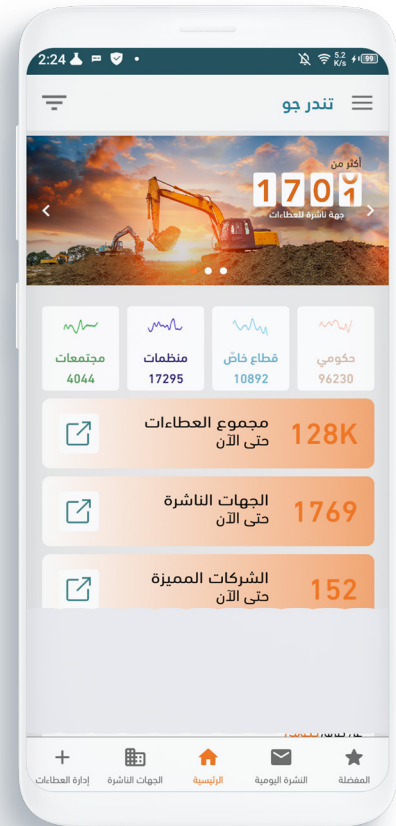 2:24
5.2
K/s
99
تندر جو
أكثر من
جهة ناشرة للعطاءات
حكومي
96230
قطاع خاصّ
10892
منظمات
17295
مجتمعات
4044
128K
مجموع العطاءات
حتى الآن
1769
الجهات الناشرة
حتى الآن
152
الشركات المميزة
حتى الآن
المفضلة
النشرة اليومية
الرئيسية
الجهات الناشرة
إدارة العطاءات